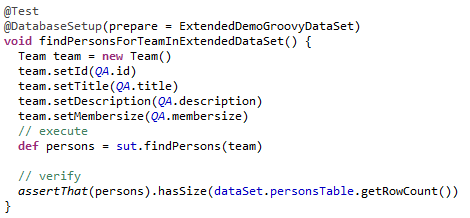 @Test
@DatabaseSetup(prepare = ExtendedDemoGroovyDataSet)
void findPersonsForTeamInExtendedDataSet() {
  Team team = new Team()
  team.setId(QA.id)
  team.setTitle(QA.title)
  team.setDescription(QA.description)
  team.setMembersize(QA.membersize)
  // execute
  def persons = sut.findPersons(team)

  // verify
  assertThat(persons).hasSize(dataSet.personsTable.getRowCount())
}